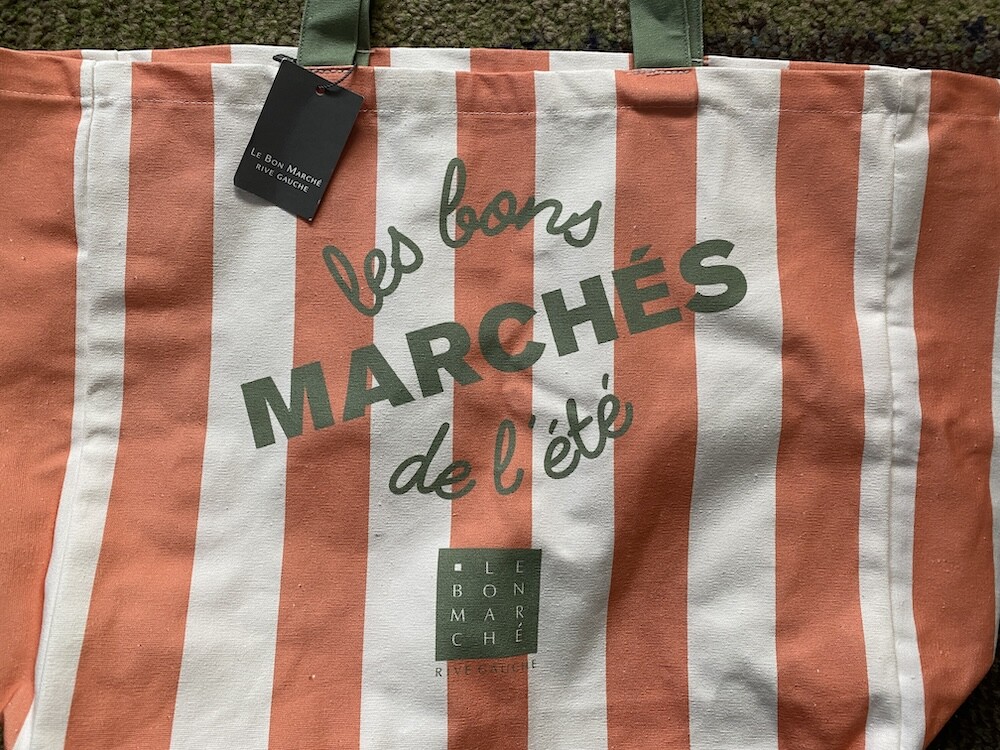 LE BON MARCHÉ
RIVE GAUCHE
les bons
MARCHÉS
de l'été
LE
BON
MAR
CHÉ
RIVE GAUCHE